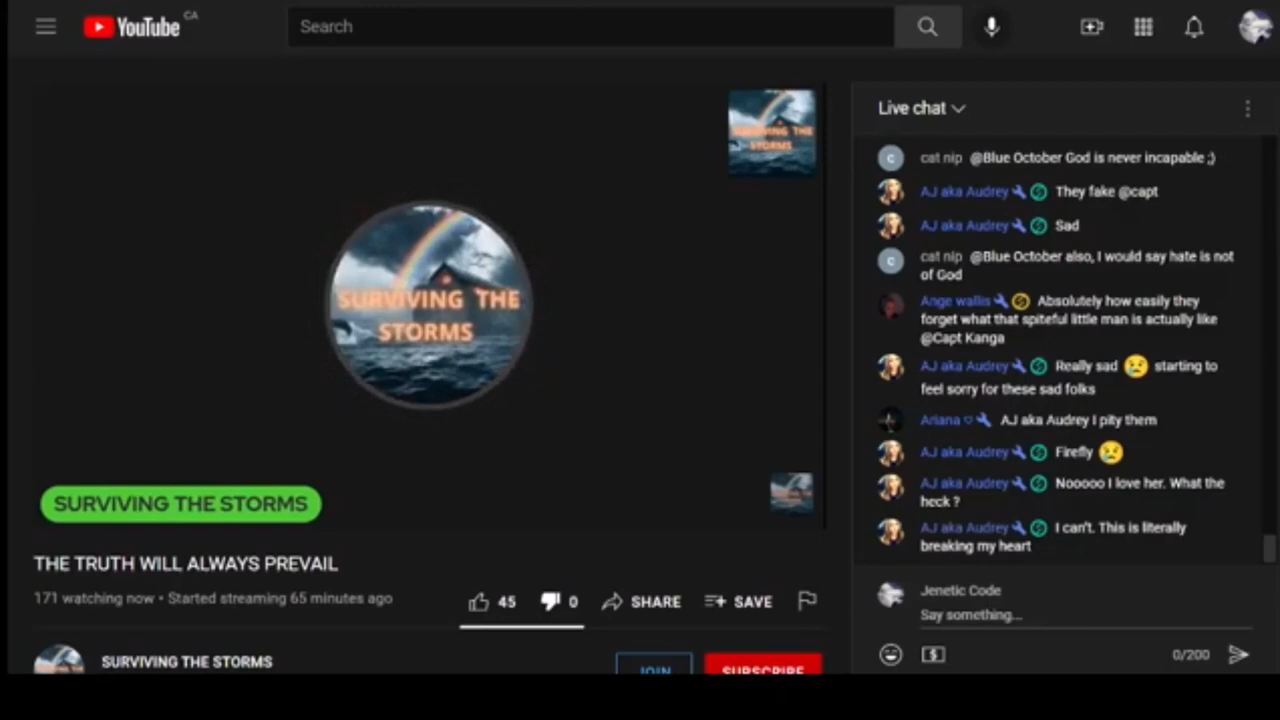 YouTube CA
Search
SURVIVING THE
STORMS
SURVIVING THE
STORMS
SURVIVING THE STORMS
THE TRUTH WILL ALWAYS PREVAIL
171 watching now • Started streaming 65 minutes ago
45
0
SHARE
SAVE
SURVIVING THE STORMS
JOIN
SUBSCRIBE
Live chat
C
cat nip @Blue October God is never incapable ;)
AJ aka Audrey They fake @capt
AJ aka Audrey Sad
C
cat nip @Blue October also, I would say hate is not
of God
Ange wallis Absolutely how easily they
forget what that spiteful little man is actually like
@Capt Kanga
AJ aka Audrey Really sad 😢 starting to
feel sorry for these sad folks
Ariana ♡ AJ aka Audrey I pity them
AJ aka Audrey Firefly 😢
AJ aka Audrey Nooooo I love her. What the
heck ?
AJ aka Audrey I can't. This is literally
breaking my heart
Jenetic Code
Say something...
0/200